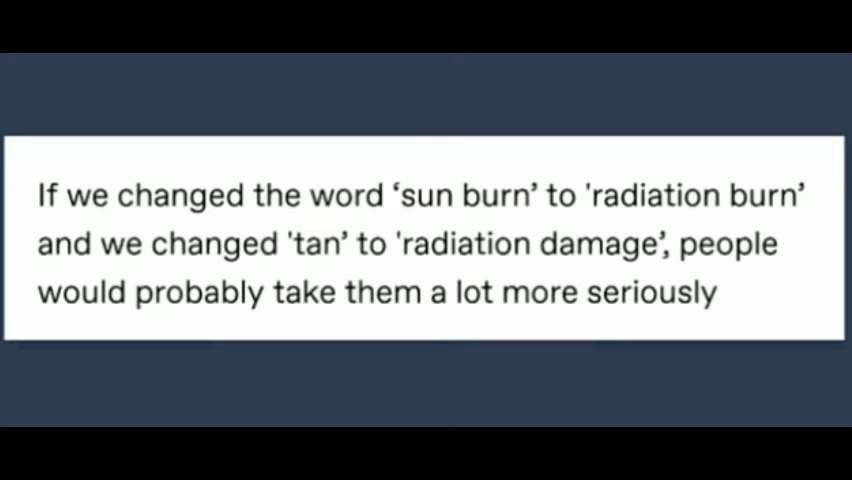 If we changed the word ‘sun burn’ to 'radiation burn’
and we changed 'tan’ to 'radiation damage’, people
would probably take them a lot more seriously